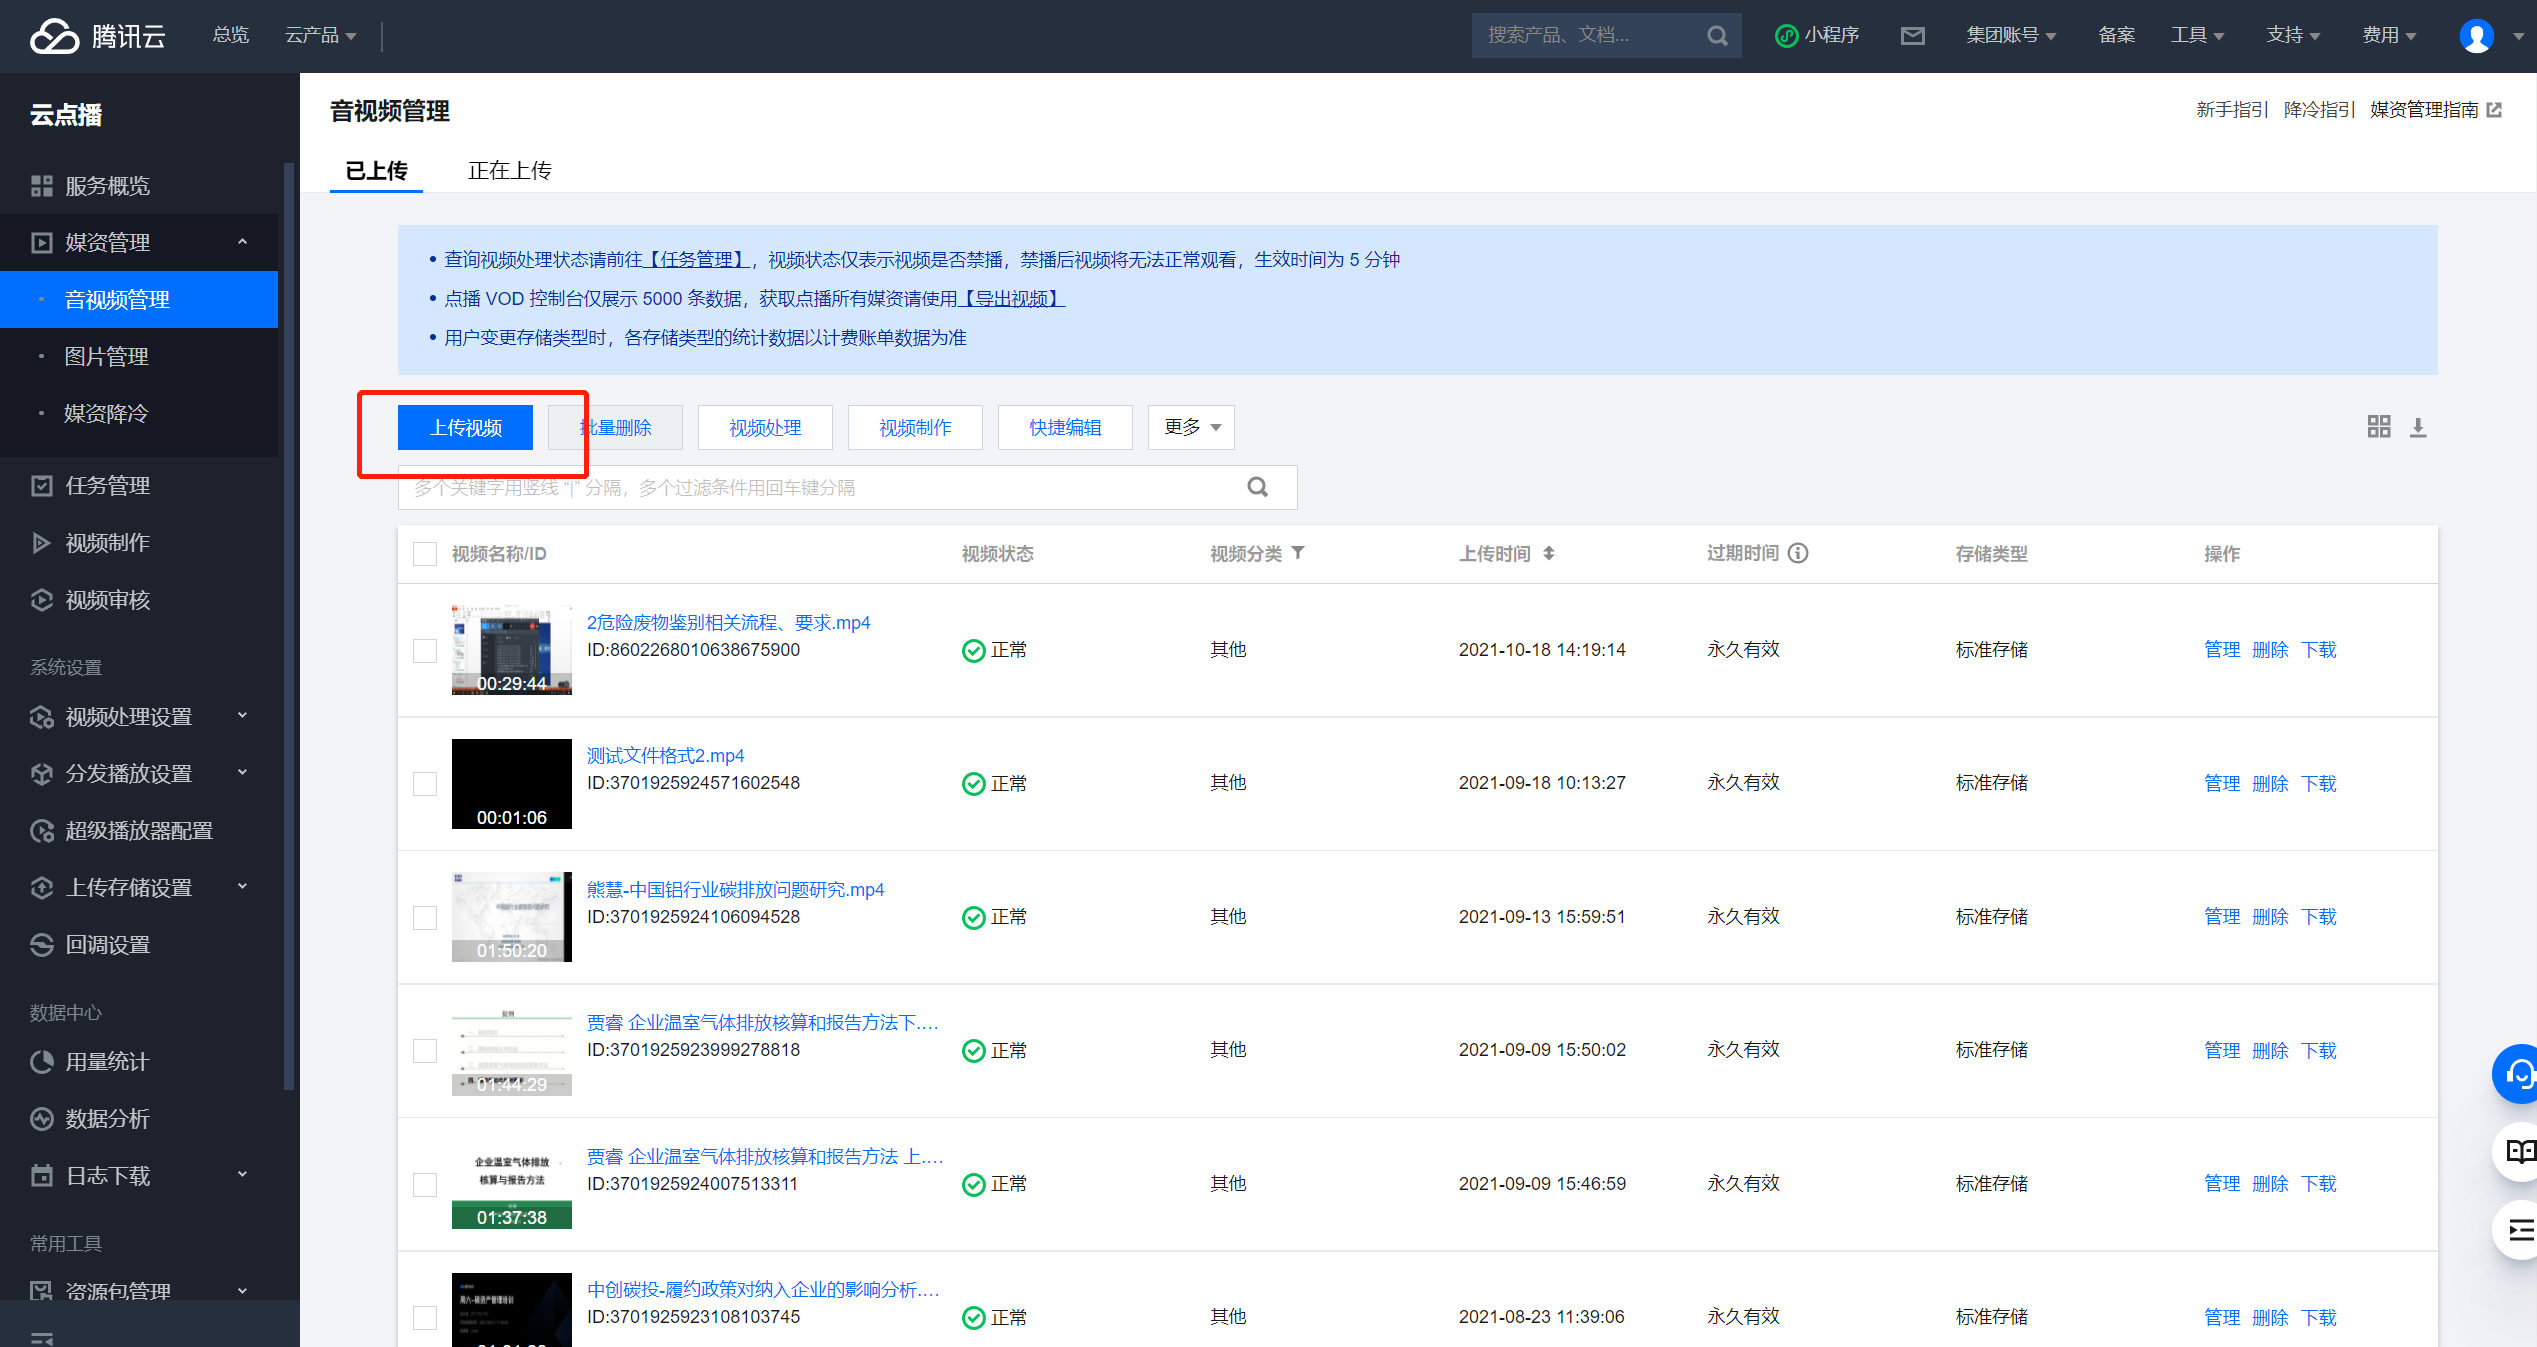 腾讯云
总览
云产品
搜索产品、文档...
小程序
集团账号
备案
工具
支持
费用
云点播
服务概览
媒资管理
音视频管理
图片管理
媒资降冷
任务管理
视频制作
视频审核
系统设置
视频处理设置
分发播放设置
超级播放器配置
上传存储设置
回调设置
数据中心
用量统计
数据分析
日志下载
常用工具
资源包管理
音视频管理
新手指引 降冷指引 媒资管理指南
已上传 正在上传
• 查询视频处理状态请前往【任务管理】，视频状态仅表示视频是否禁播，禁播后视频将无法正常观看，生效时间为 5 分钟
• 点播 VOD 控制台仅展示 5000 条数据，获取点播所有媒资请使用【导出视频】
• 用户变更存储类型时，各存储类型的统计数据以计费账单数据为准
上传视频 批量删除 视频处理 视频制作 快捷编辑 更多
多个关键字用竖线 “|” 分隔，多个过滤条件用回车键分隔
视频名称/ID 视频状态 视频分类 上传时间 过期时间 存储类型 操作
00:29:44
2危险废物鉴别相关流程、要求.mp4
ID:8602268010638675900
正常 其他 2021-10-18 14:19:14 永久有效 标准存储 管理 删除 下载
00:01:06
测试文件格式2.mp4
ID:3701925924571602548
正常 其他 2021-09-18 10:13:27 永久有效 标准存储 管理 删除 下载
01:50:20
熊慧-中国铝行业碳排放问题研究.mp4
ID:3701925924106094528
正常 其他 2021-09-13 15:59:51 永久有效 标准存储 管理 删除 下载
01:44:29
贾睿 企业温室气体排放核算和报告方法下....
ID:3701925923999278818
正常 其他 2021-09-09 15:50:02 永久有效 标准存储 管理 删除 下载
企业温室气体排放
核算与报告方法
01:37:38
贾睿 企业温室气体排放核算和报告方法 上....
ID:3701925924007513311
正常 其他 2021-09-09 15:46:59 永久有效 标准存储 管理 删除 下载
中创碳投-履约政策对纳入企业的影响分析....
ID:3701925923108103745
正常 其他 2021-08-23 11:39:06 永久有效 标准存储 管理 删除 下载